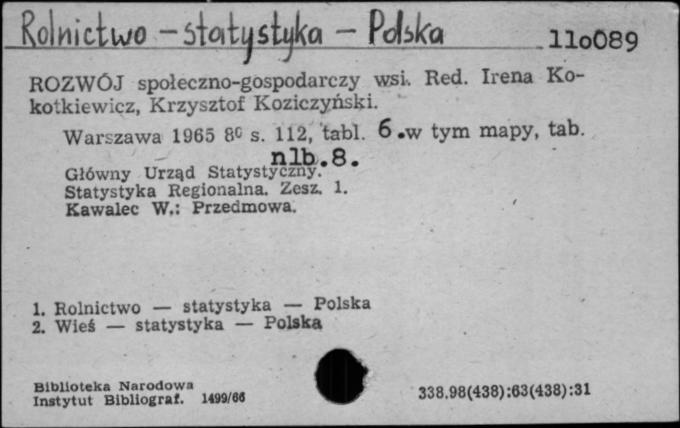 Rolnictwo – statystyka – Polska
11o089
ROZWÓJ społeczno-gospodarczy wsi. Red. Irena Ko-
kotkiewicz, Krzysztof Koziczyński.
Warszawa 1965 8° s. 112, tabl. 6.w tym mapy, tab.
nlb.8.
Główny Urząd Statystyczny.
Statystyka Regionalna. Zesz. 1.
Kawalec W.: Przedmowa.
1. Rolnictwo — statystyka — Polska
2. Wieś — statystyka — Polska
Biblioteka Narodowa
Instytut Bibliograf. 1499/66
338.98(438):63(438):31